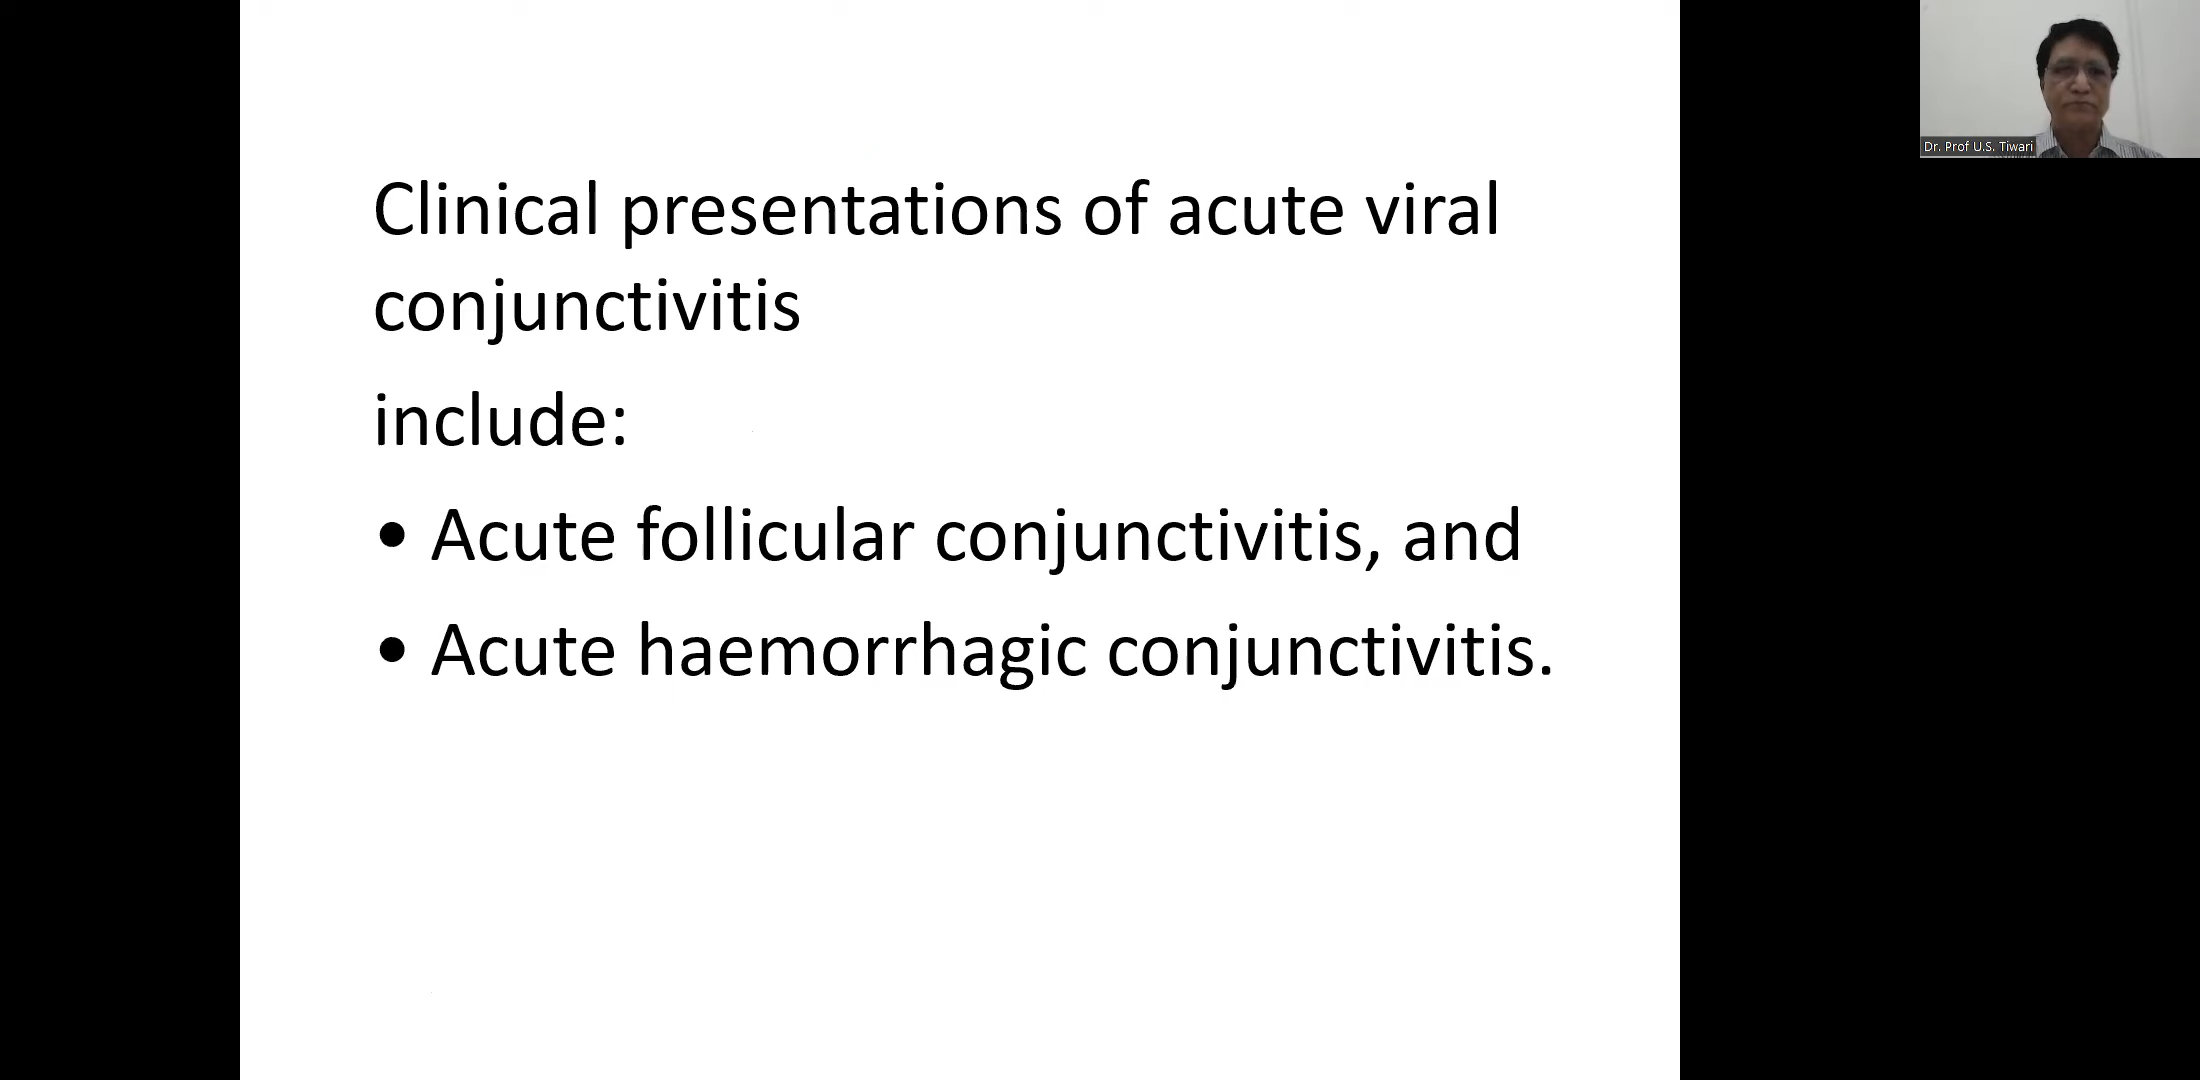 Clinical presentations of acute viral
conjunctivitis
include:
• Acute follicular conjunctivitis, and
• Acute haemorrhagic conjunctivitis.
Dr. Prof U.S. Tiwari